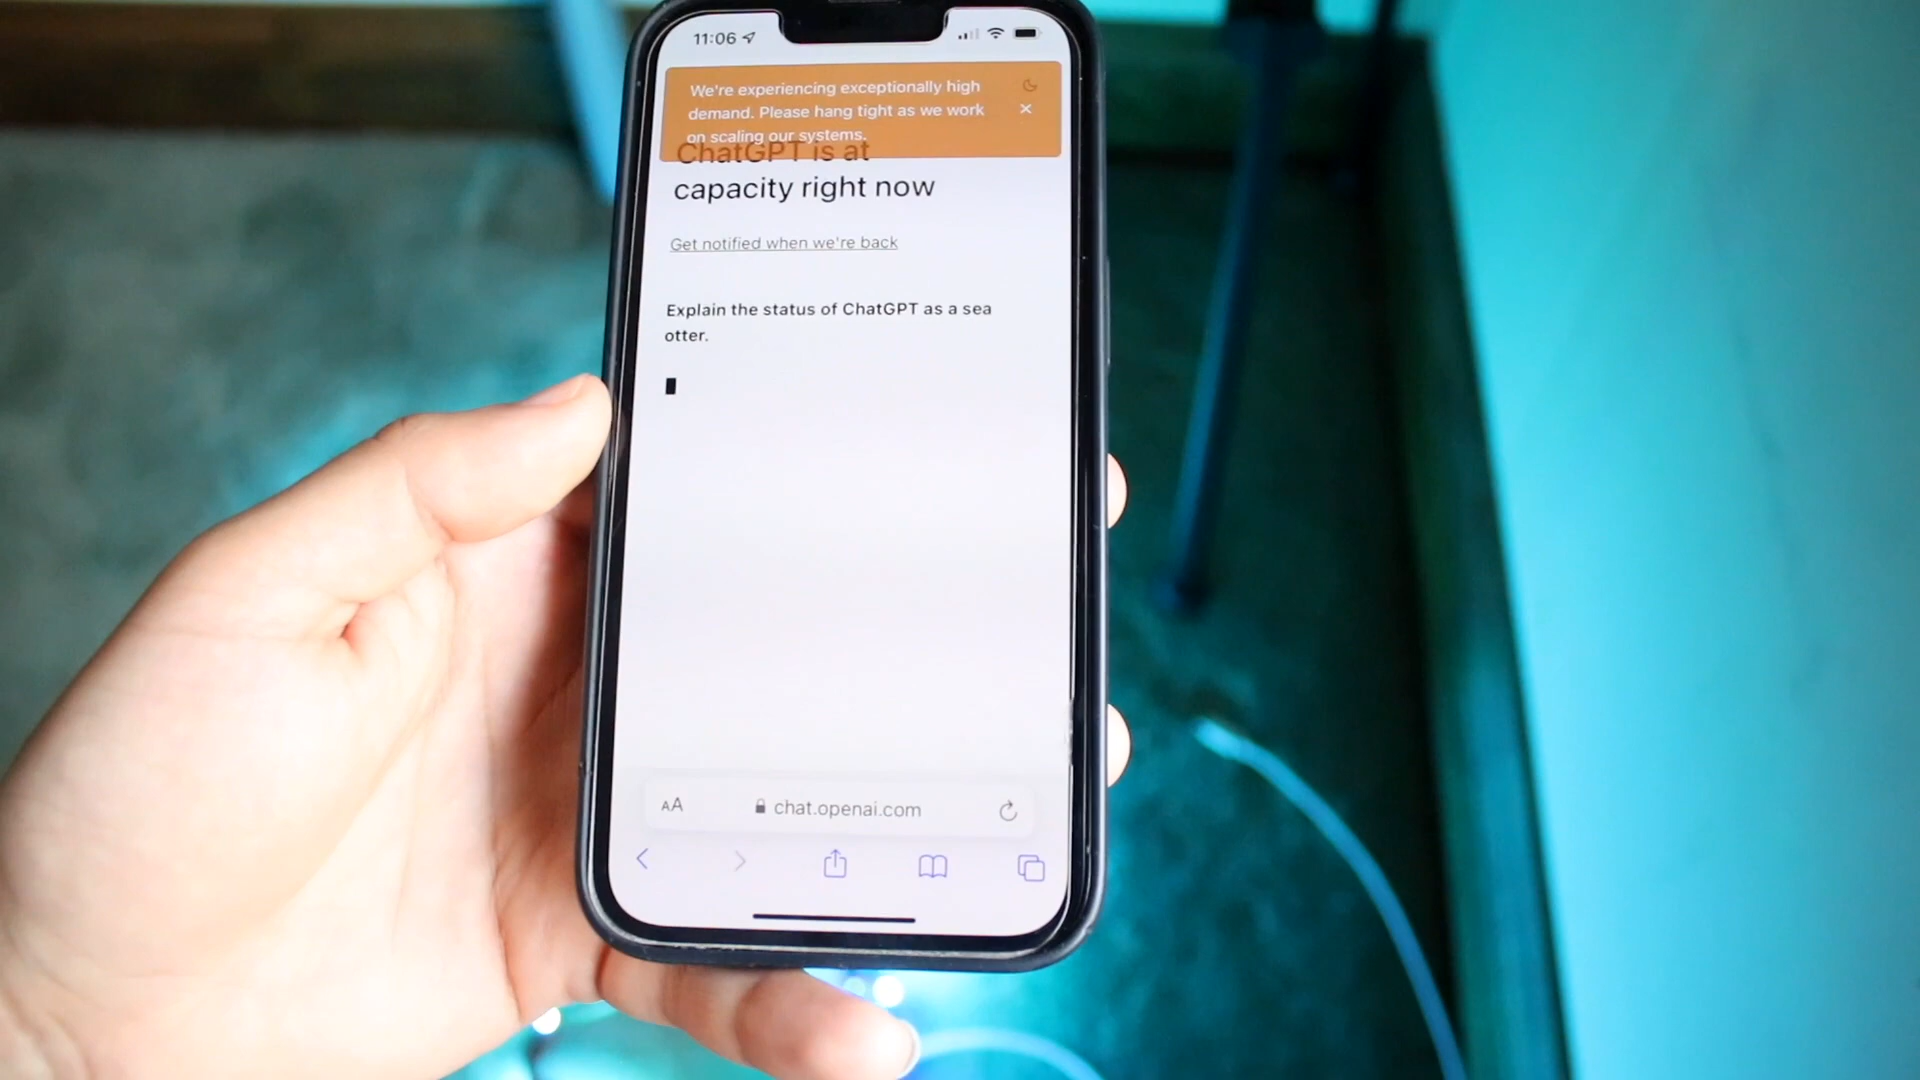 11:06
We're experiencing exceptionally high
demand. Please hang tight as we work
on scaling our systems.
ChatGPT is at
capacity right now
Get notified when we're back
Explain the status of ChatGPT as a sea
otter.
AA
chat.openai.com